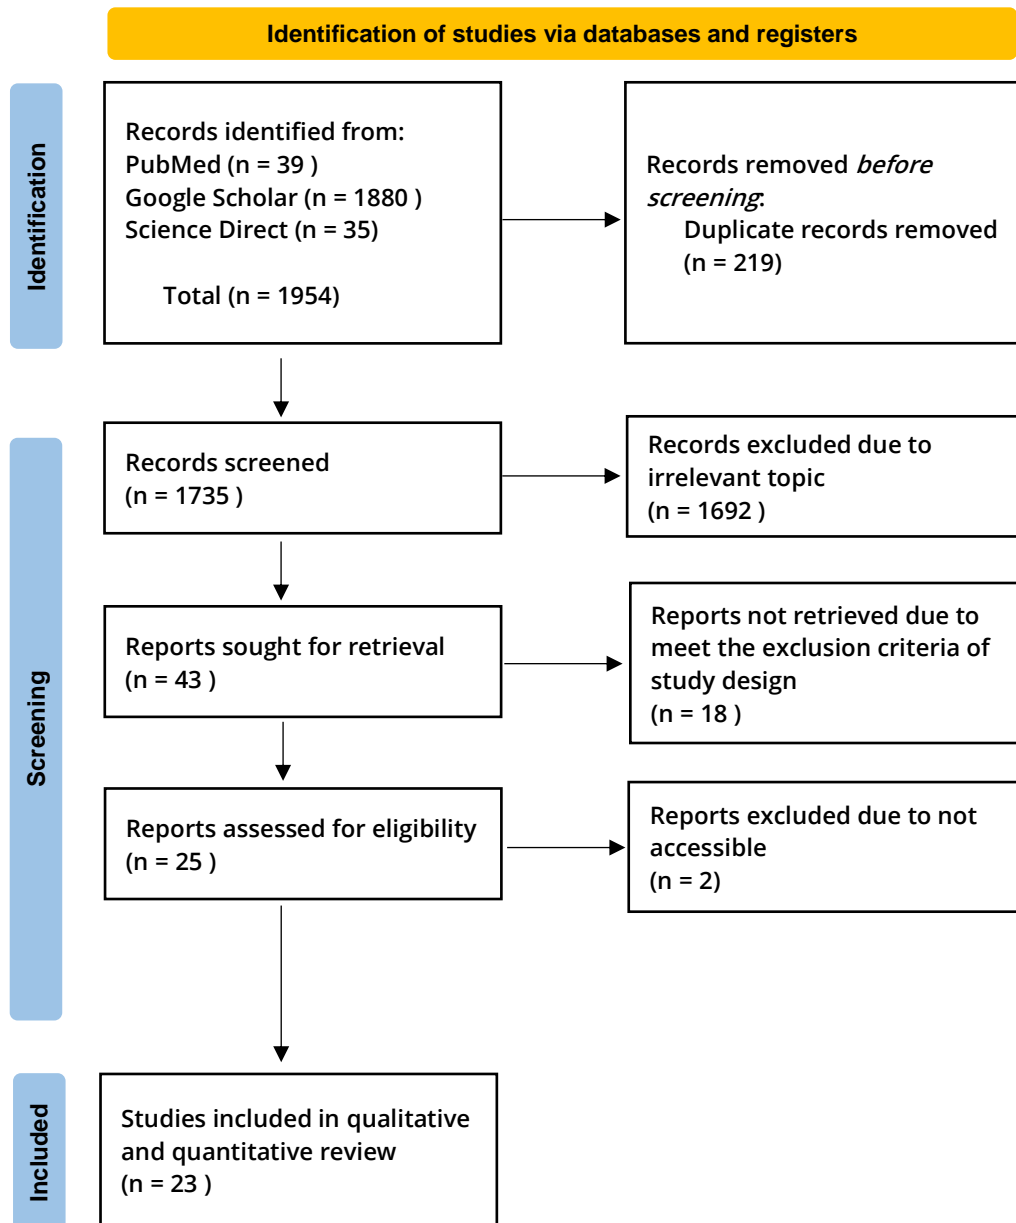 Identification of studies via databases and registers
Identification
Records identified from:
PubMed (n = 39 )
Google Scholar (n = 1880 )
Science Direct (n = 35)
Total (n = 1954)
Records removed before
screening:
Duplicate records removed
(n = 219)
Screening
Records screened
(n = 1735 )
Records excluded due to
irrelevant topic
(n = 1692 )
Reports sought for retrieval
(n = 43 )
Reports not retrieved due to
meet the exclusion criteria of
study design
(n = 18 )
Reports assessed for eligibility
(n = 25 )
Reports excluded due to not
accessible
(n = 2)
Included
Studies included in qualitative
and quantitative review
(n = 23 )